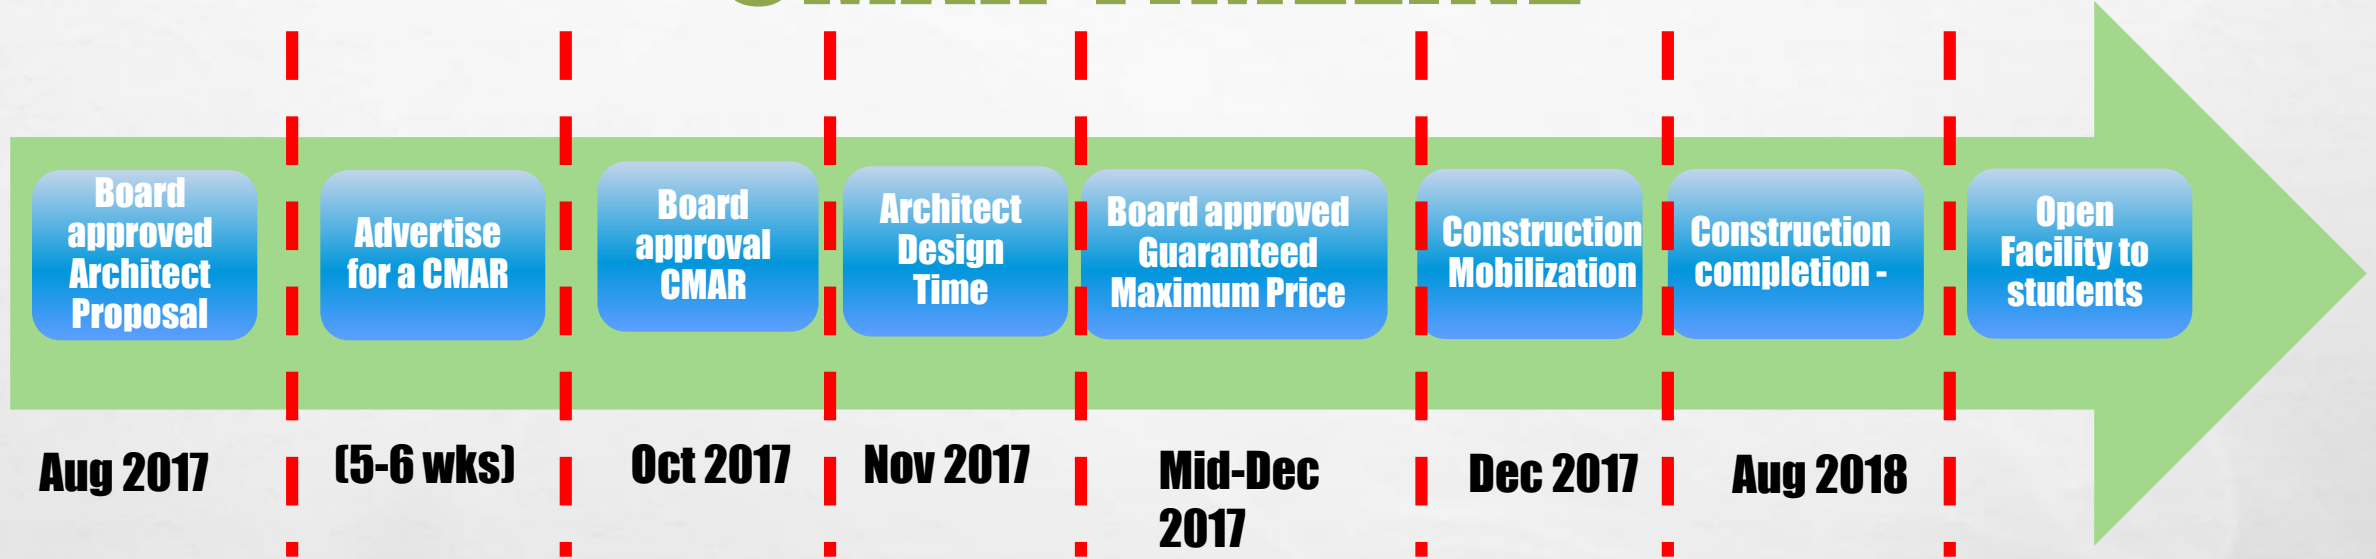 Board
approved
Architect
Proposal
Advertise
for a CMAR
Board
approval
CMAR
Architect
Design
Time
Board approved
Guaranteed
Maximum Price
Construction
Mobilization
Construction
completion -
Open
Facility to
students
Aug 2017
(5-6 wks)
Oct 2017
Nov 2017
Mid-Dec
2017
Dec 2017
Aug 2018